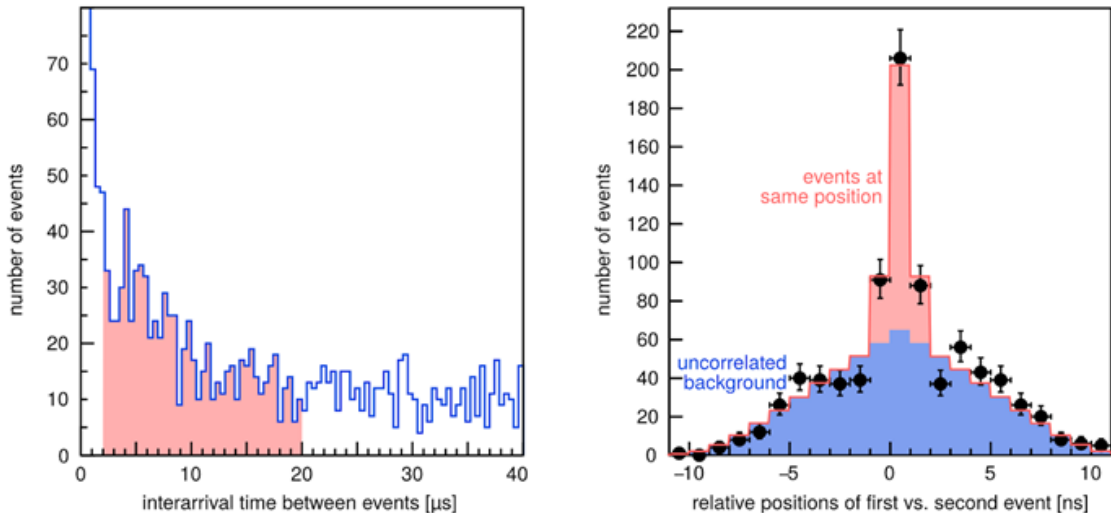 number of events
70
60
50
40
30
20
10
0
0 10 20 30 40
interarrival time between events [μs]
number of events
220
200
180
160
140
120
100
80
60
40
20
0
events at
same position
uncorrelated
background
−10 −5 0 5 10
relative positions of first vs. second event [ns]